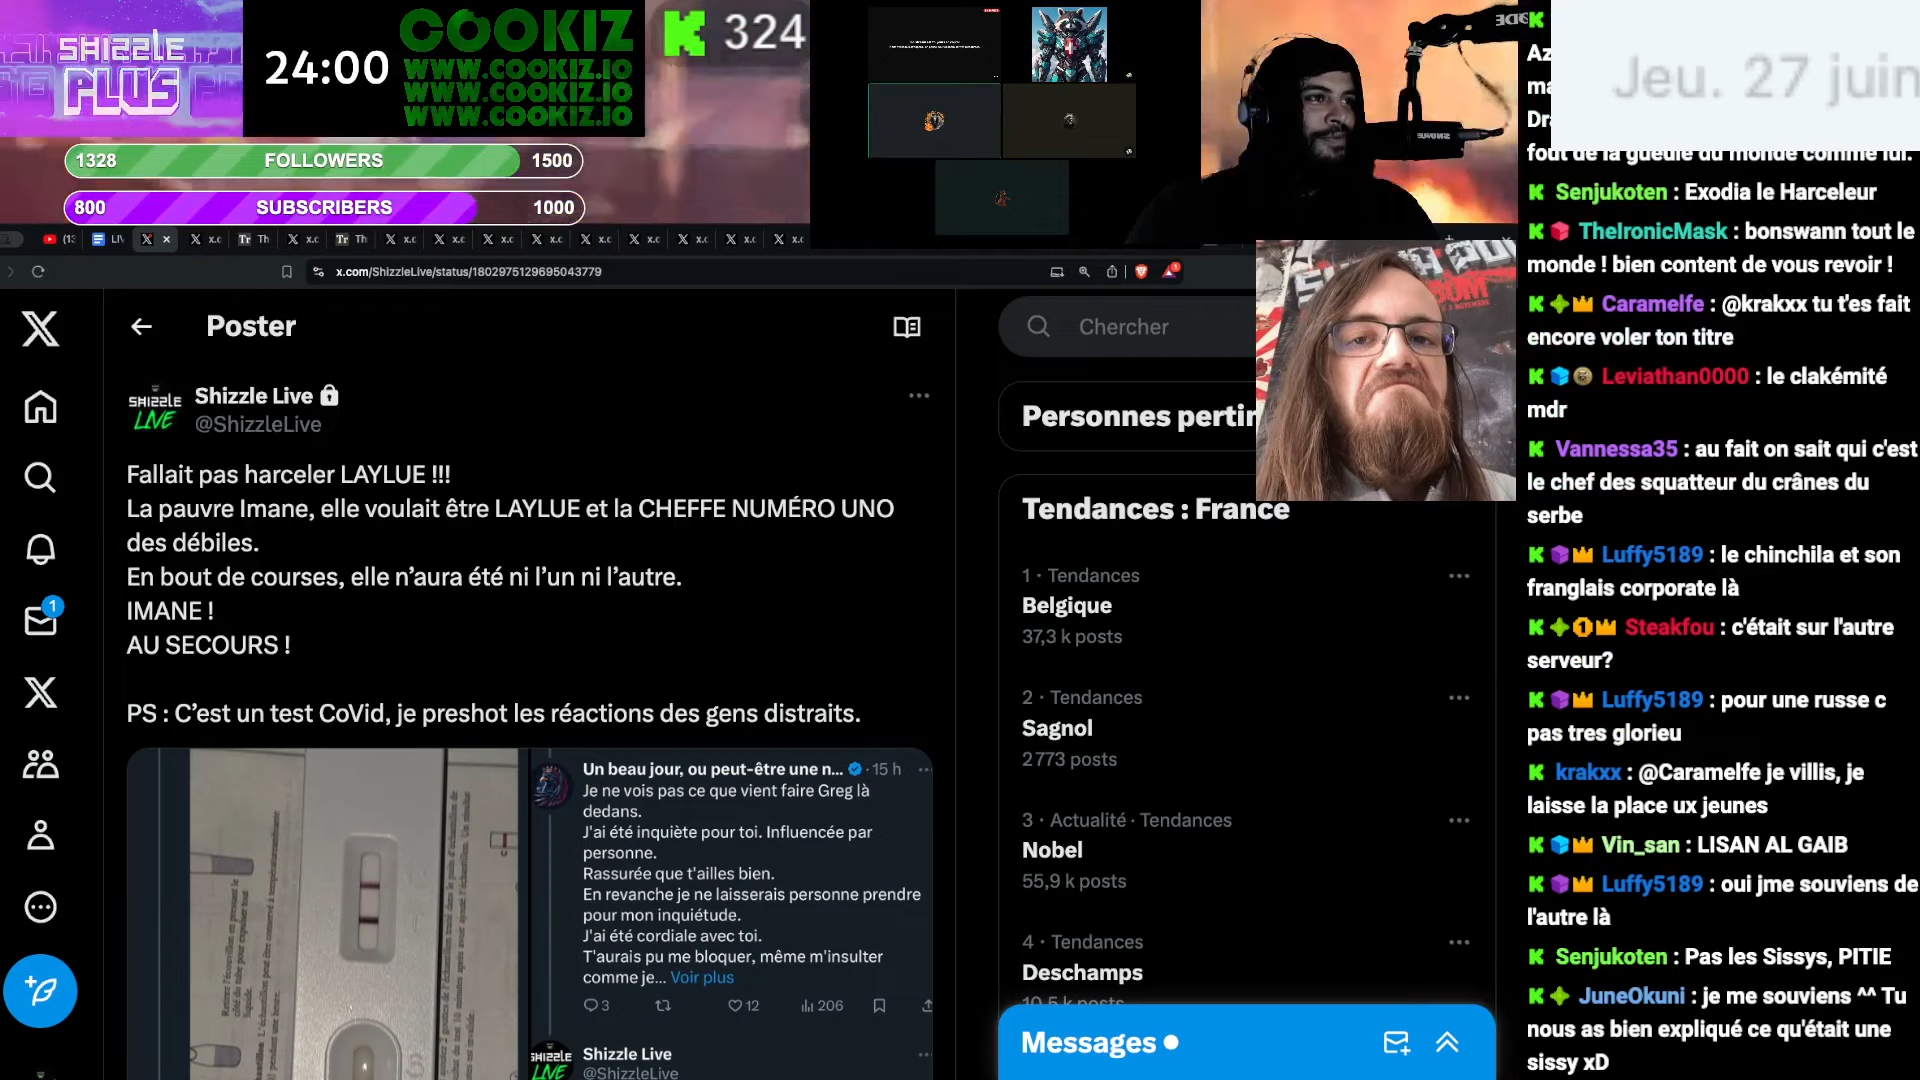 SHIZZLE
PLUS
24:00
COOKIZ
WWW.COOKIZ.IO
WWW.COOKIZ.IO
WWW.COOKIZ.IO
324
1328 FOLLOWERS 1500
800 SUBSCRIBERS 1000
x.com/ShizzleLive/status/1802975129695043779
Poster
SHIZZLE
LIVE
Shizzle Live
@ShizzleLive
Fallait pas harceler LAYLUE !!!
La pauvre Imane, elle voulait être LAYLUE et la CHEFFE NUMÉRO UNO
des débiles.
En bout de courses, elle n’aura été ni l’un ni l’autre.
IMANE !
AU SECOURS !
PS : C’est un test CoVid, je preshot les réactions des gens distraits.
Un beau jour, ou peut-être une n... · 15 h
Je ne vois pas ce que vient faire Greg là
dedans.
J'ai été inquiète pour toi. Influencée par
personne.
Rassurée que t'ailles bien.
En revanche je ne laisserais personne prendre
pour mon inquiétude.
J'ai été cordiale avec toi.
T'aurais pu me bloquer, même m'insulter
comme je... Voir plus
3 12 206
SHIZZLE
LIVE
Shizzle Live
@ShizzleLive
1
Chercher
Tendances : France
1 · Tendances
Belgique
37,3 k posts
2 · Tendances
Sagnol
2 773 posts
3 · Actualité · Tendances
Nobel
55,9 k posts
4 · Tendances
Deschamps
10,5 k posts
Messages
Jeu. 27 juin
fout de la gueule du monde comme lui.
Senjukoten : Exodia le Harceleur
TheIronicMask : bonswann tout le
monde ! bien content de vous revoir !
Caramelfe : @krakxx tu t'es fait
encore voler ton titre
Leviathan0000 : le clakémité
mdr
Vannessa35 : au fait on sait qui c'est
le chef des squatteur du crânes du
serbe
Luffy5189 : le chinchila et son
franglais corporate là
Steakfou : c'était sur l'autre
serveur?
Luffy5189 : pour une russe c
pas tres glorieu
krakxx : @Caramelfe je villis, je
laisse la place ux jeunes
Vin_san : LISAN AL GAIB
Luffy5189 : oui jme souviens de
l'autre là
Senjukoten : Pas les Sissys, PITIE
JuneOkuni : je me souviens ^^ Tu
nous as bien expliqué ce qu'était une
sissy xD